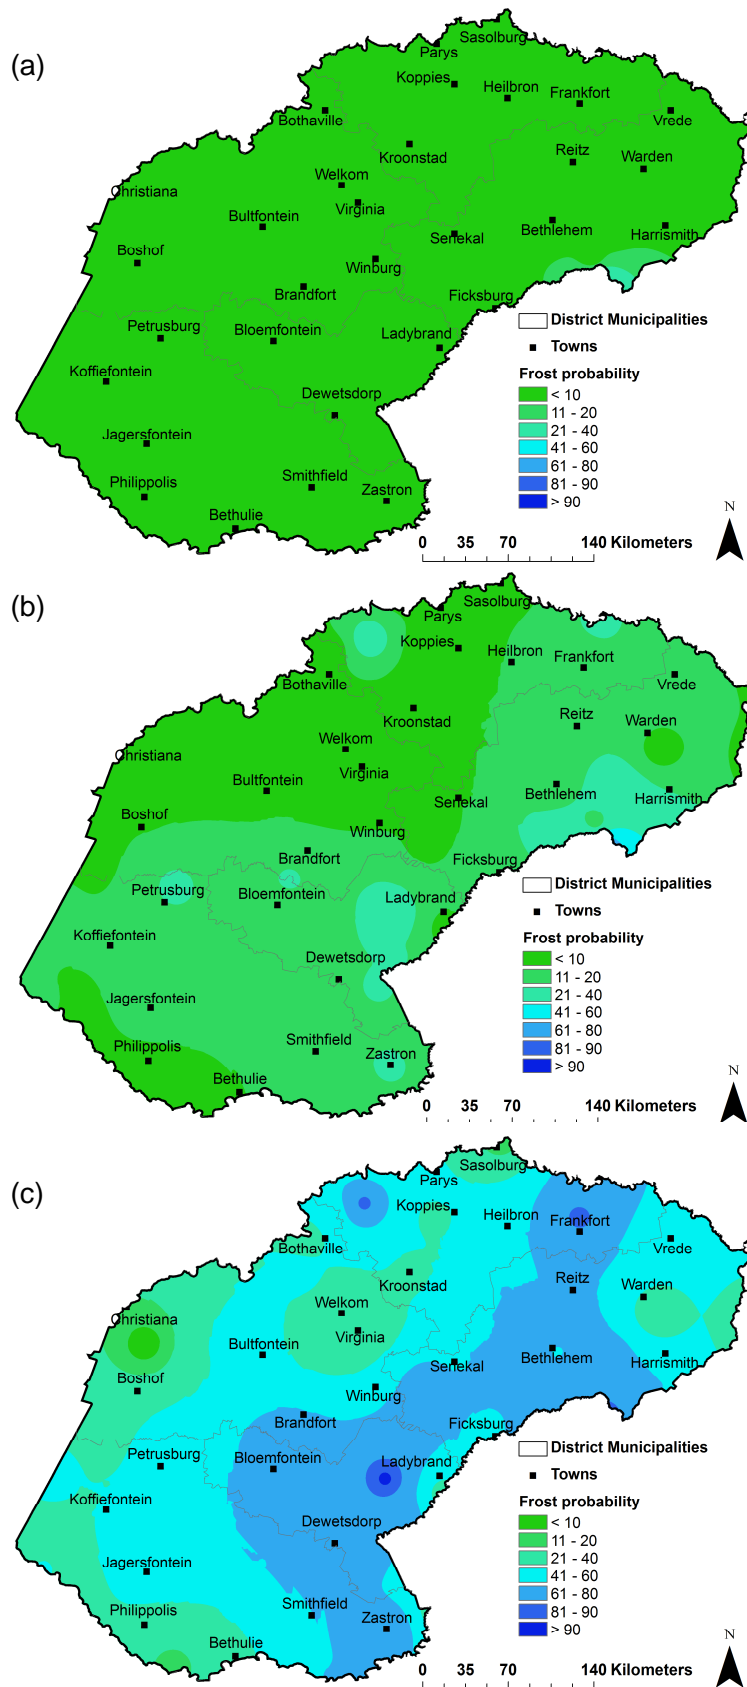 (a)
Sasolburg
Parys
Koppies
Heilbron
Frankfort
Bothaville
Vrede
Kroonstad
Reitz
Warden
Welkom
Christiana
Virginia
Bultfontein
Senekal
Bethlehem
Harrismith
Boshof
Winburg
Brandfort
Ficksburg
Petrusburg
Bloemfontein
Ladybrand
Koffiefontein
Dewetsdorp
Jagersfontein
Philippolis
Smithfield
Zastron
Bethulie
District Municipalities
Towns
Frost probability
< 10
11 - 20
21 - 40
41 - 60
61 - 80
81 - 90
> 90
N
0 35 70 140 Kilometers
(b)
Sasolburg
Parys
Koppies
Heilbron
Frankfort
Bothaville
Vrede
Kroonstad
Reitz
Warden
Welkom
Christiana
Virginia
Bultfontein
Senekal
Bethlehem
Harrismith
Boshof
Winburg
Brandfort
Ficksburg
Petrusburg
Bloemfontein
Ladybrand
Koffiefontein
Dewetsdorp
Jagersfontein
Philippolis
Smithfield
Zastron
Bethulie
District Municipalities
Towns
Frost probability
< 10
11 - 20
21 - 40
41 - 60
61 - 80
81 - 90
> 90
N
0 35 70 140 Kilometers
(c)
Sasolburg
Parys
Koppies
Heilbron
Frankfort
Bothaville
Vrede
Kroonstad
Reitz
Warden
Welkom
Christiana
Virginia
Bultfontein
Senekal
Bethlehem
Harrismith
Boshof
Winburg
Brandfort
Ficksburg
Petrusburg
Bloemfontein
Ladybrand
Koffiefontein
Dewetsdorp
Jagersfontein
Philippolis
Smithfield
Zastron
Bethulie
District Municipalities
Towns
Frost probability
< 10
11 - 20
21 - 40
41 - 60
61 - 80
81 - 90
> 90
N
0 35 70 140 Kilometers